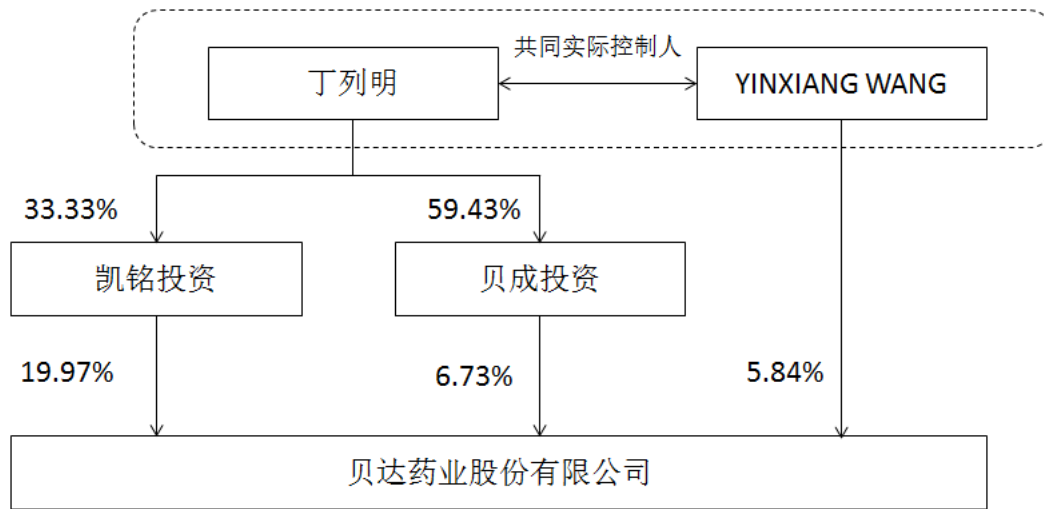 共同实际控制人
丁列明
YINXIANG WANG
33.33%
59.43%
凯铭投资
贝成投资
19.97%
6.73%
5.84%
贝达药业股份有限公司